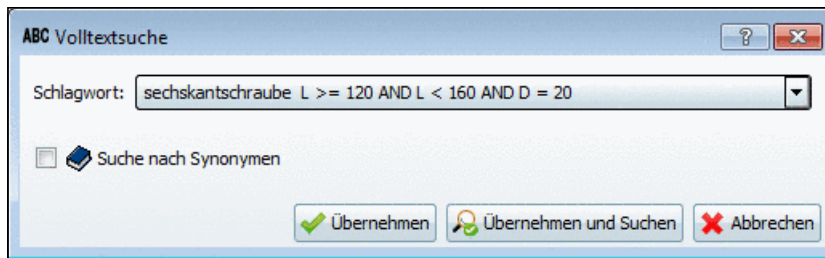 ABC Volltextsuche
Schlagwort: sechskantschraube L >= 120 AND L < 160 AND D = 20
Suche nach Synonymen
Übernehmen Übernehmen und Suchen Abbrechen